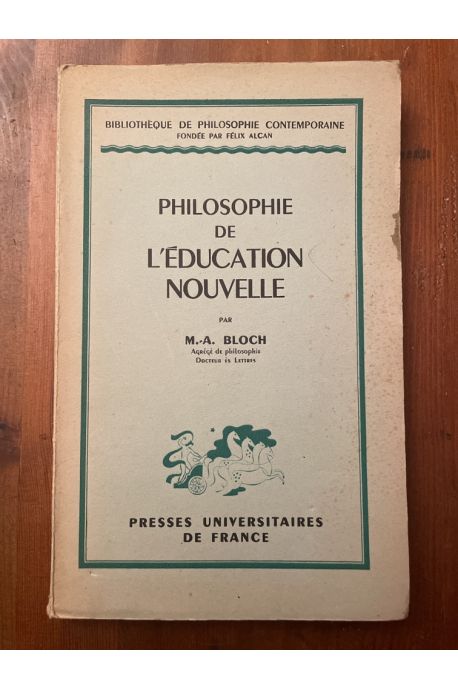 BIBLIOTHÈQUE DE PHILOSOPHIE CONTEMPORAINE
FONDÉE PAR FÉLIX ALCAN
PHILOSOPHIE
DE
L'ÉDUCATION
NOUVELLE
PAR
M.-A. BLOCH
Agrégé de philosophie
Docteur ès Lettres
PRESSES UNIVERSITAIRES
DE FRANCE